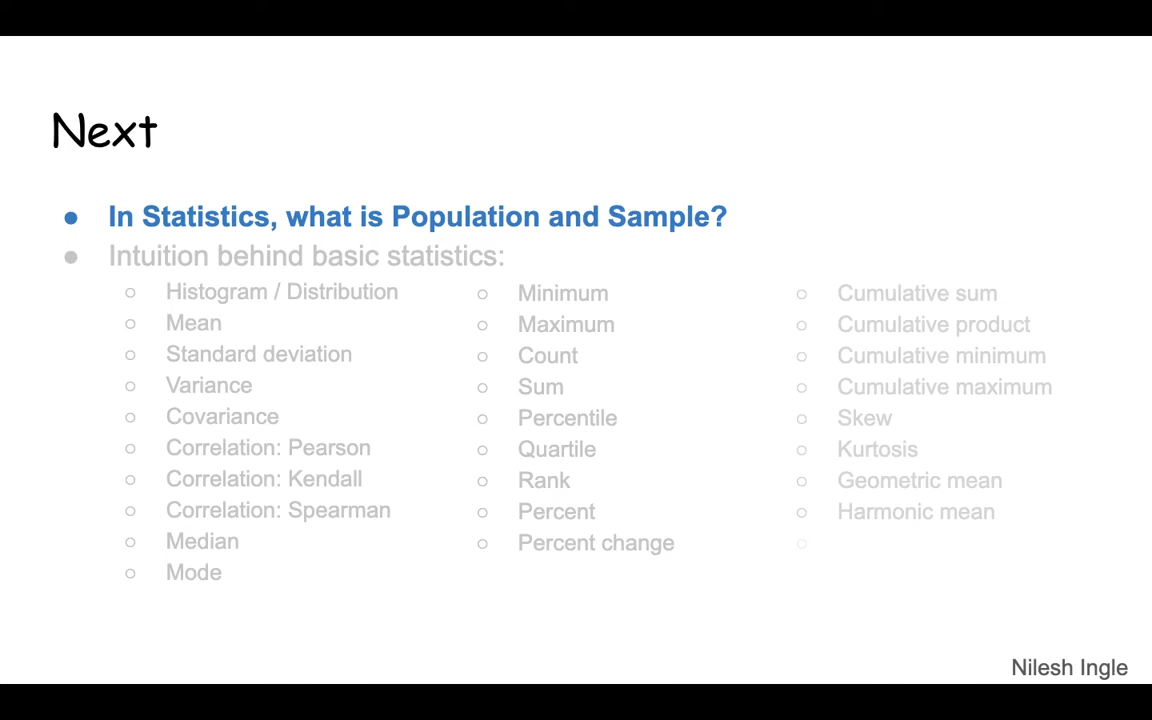 Next
● In Statistics, what is Population and Sample?
● Intuition behind basic statistics:
○ Histogram / Distribution
○ Mean
○ Standard deviation
○ Variance
○ Covariance
○ Correlation: Pearson
○ Correlation: Kendall
○ Correlation: Spearman
○ Median
○ Mode
○ Minimum
○ Maximum
○ Count
○ Sum
○ Percentile
○ Quartile
○ Rank
○ Percent
○ Percent change
○ Cumulative sum
○ Cumulative product
○ Cumulative minimum
○ Cumulative maximum
○ Skew
○ Kurtosis
○ Geometric mean
○ Harmonic mean
○
Nilesh Ingle